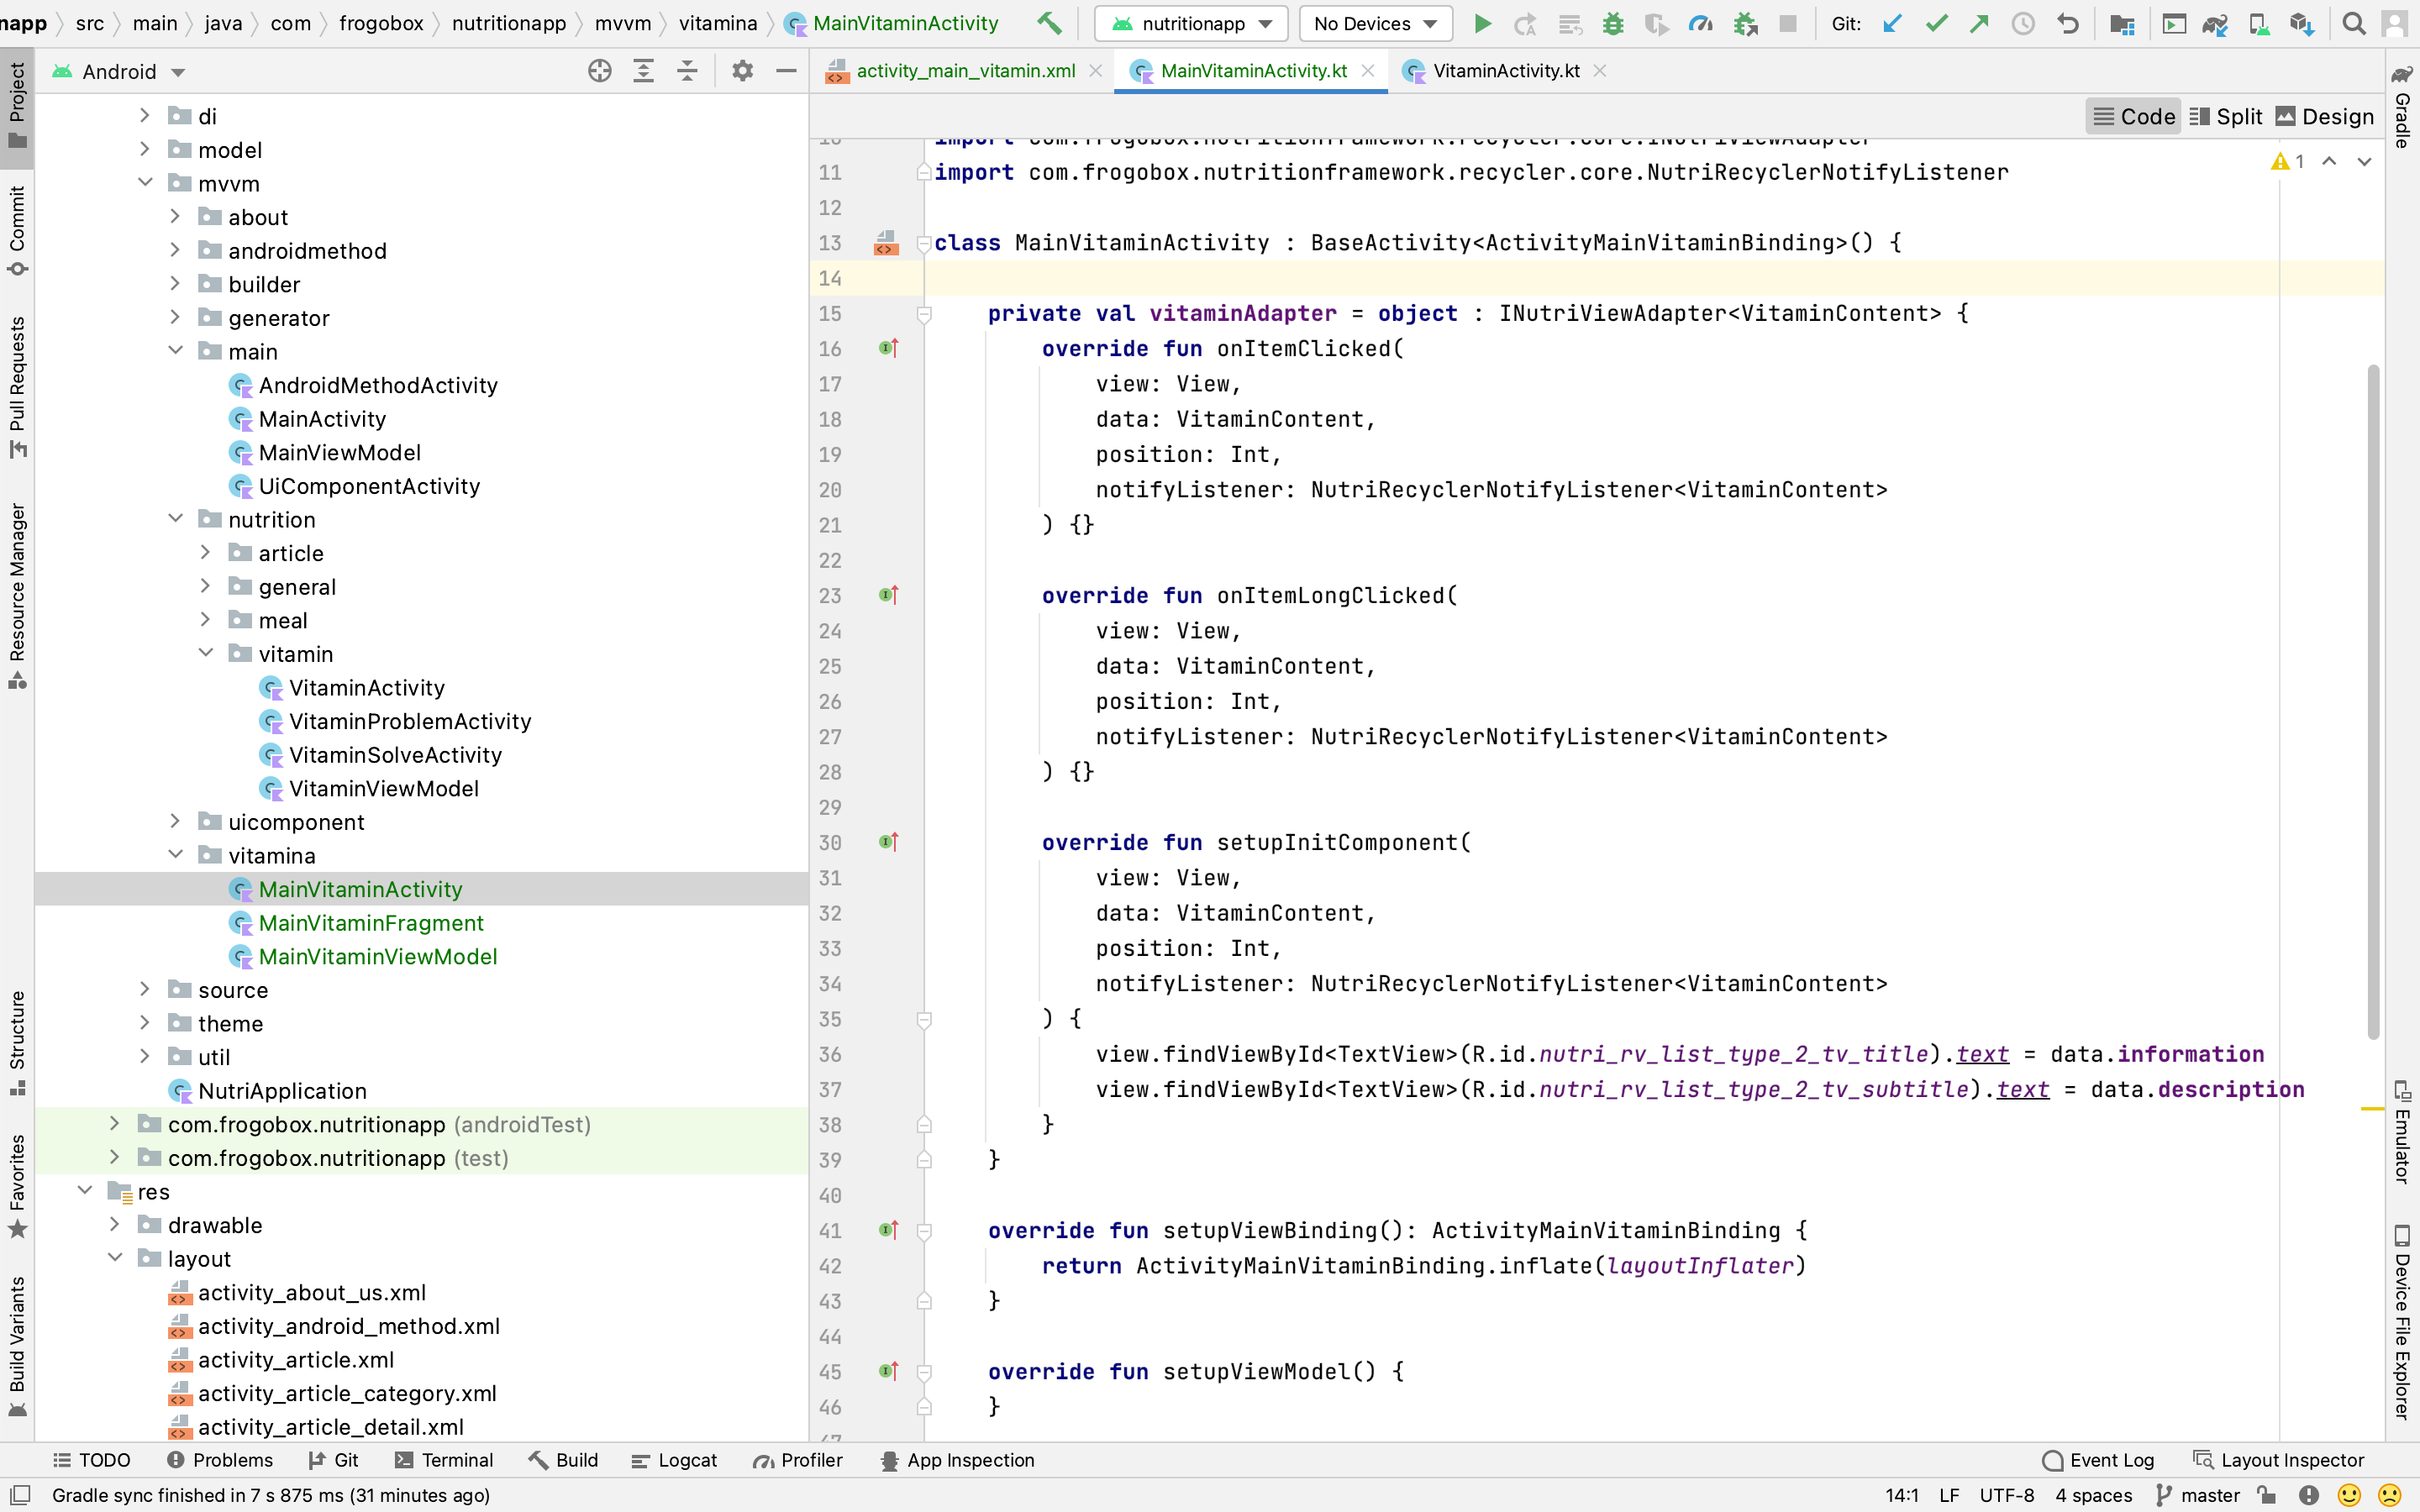 napp src main java com frogobox nutritionapp mvvm vitamina MainVitaminActivity nutritionapp No Devices Git:
Android
activity_main_vitamin.xml MainVitaminActivity.kt VitaminActivity.kt
Code Split Design
Project
Commit
Pull Requests
Resource Manager
Structure
Favorites
Build Variants
di
model
mvvm
about
androidmethod
builder
generator
main
AndroidMethodActivity
MainActivity
MainViewModel
UiComponentActivity
nutrition
article
general
meal
vitamin
VitaminActivity
VitaminProblemActivity
VitaminSolveActivity
VitaminViewModel
uicomponent
vitamina
MainVitaminActivity
MainVitaminFragment
MainVitaminViewModel
source
theme
util
NutriApplication
com.frogobox.nutritionapp (androidTest)
com.frogobox.nutritionapp (test)
res
drawable
layout
activity_about_us.xml
activity_android_method.xml
activity_article.xml
activity_article_category.xml
activity_article_detail.xml
10 import com.frogobox.nutritionframework.recycler.core.INutriViewAdapter
11 import com.frogobox.nutritionframework.recycler.core.NutriRecyclerNotifyListener
1
12
13 class MainVitaminActivity : BaseActivity<ActivityMainVitaminBinding>() {
14
15 private val vitaminAdapter = object : INutriViewAdapter<VitaminContent> {
16 override fun onItemClicked(
17 view: View,
18 data: VitaminContent,
19 position: Int,
20 notifyListener: NutriRecyclerNotifyListener<VitaminContent>
21 ) {}
22
23 override fun onItemLongClicked(
24 view: View,
25 data: VitaminContent,
26 position: Int,
27 notifyListener: NutriRecyclerNotifyListener<VitaminContent>
28 ) {}
29
30 override fun setupInitComponent(
31 view: View,
32 data: VitaminContent,
33 position: Int,
34 notifyListener: NutriRecyclerNotifyListener<VitaminContent>
35 ) {
36 view.findViewById<TextView>(R.id.nutri_rv_list_type_2_tv_title).text = data.information
37 view.findViewById<TextView>(R.id.nutri_rv_list_type_2_tv_subtitle).text = data.description
38 }
39 }
40
41 override fun setupViewBinding(): ActivityMainVitaminBinding {
42 return ActivityMainVitaminBinding.inflate(layoutInflater)
43 }
44
45 override fun setupViewModel() {
46 }
47
Gradle
Emulator
Device File Explorer
TODO Problems Git Terminal Build Logcat Profiler App Inspection Event Log Layout Inspector
Gradle sync finished in 7 s 875 ms (31 minutes ago) 14:1 LF UTF-8 4 spaces master